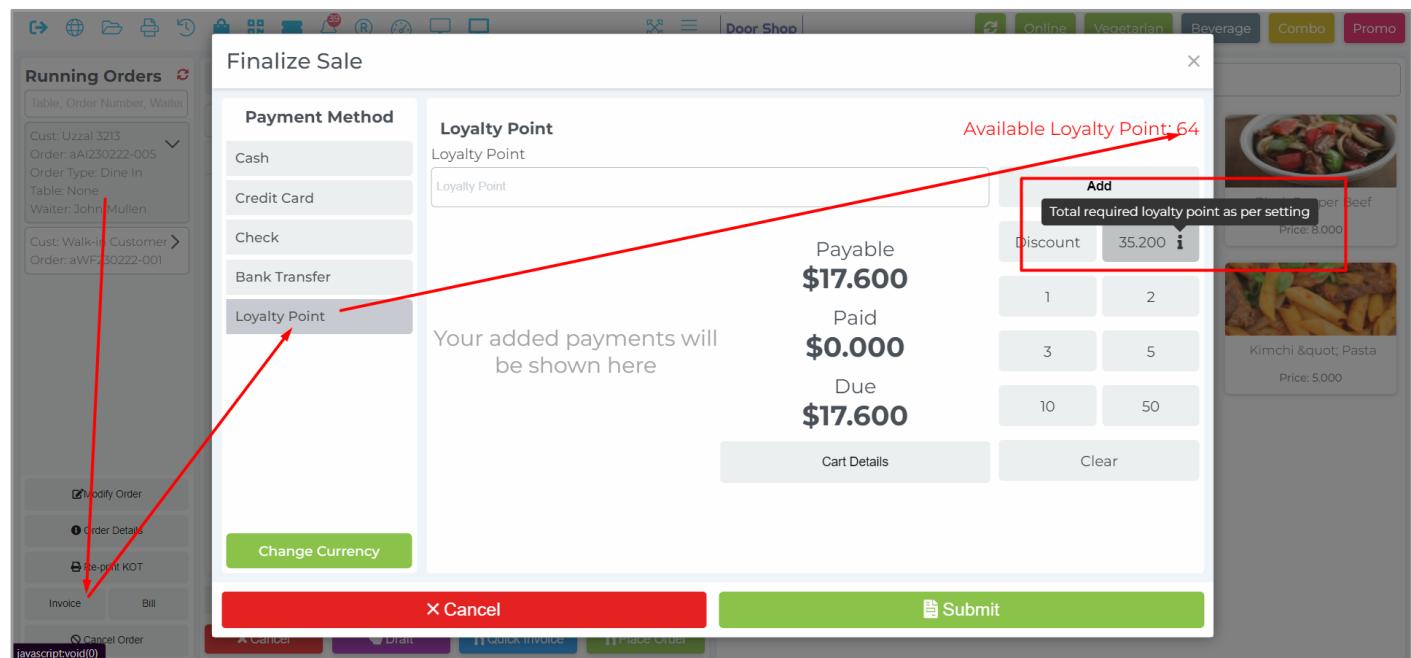 Door Shop
Online
Vegetarian
Beverage
Combo
Promo
39
Running Orders
Table, Order Number, Waiter
Cust: Uzzal 3213
Order: aAI230222-005
Order Type: Dine In
Table: None
Waiter: John Mullen
Cust: Walk-in Customer
Order: aWF230222-001
Modify Order
Order Details
Re-print KOT
Invoice
Bill
Cancel Order
javascript:void(0)
Finalize Sale
Payment Method
Cash
Credit Card
Check
Bank Transfer
Loyalty Point
Change Currency
Loyalty Point
Available Loyalty Point: 64
Loyalty Point
Loyalty Point
Add
Total required loyalty point as per setting
Discount
35.200
Payable
$17.600
Paid
$0.000
Due
$17.600
Your added payments will
be shown here
1
2
3
5
10
50
Cart Details
Clear
Cancel
Submit
Cancel
Draft
Quick Invoice
Place Order
Beef
Price: 8.000
Kimchi &quot; Pasta
Price: 5.000